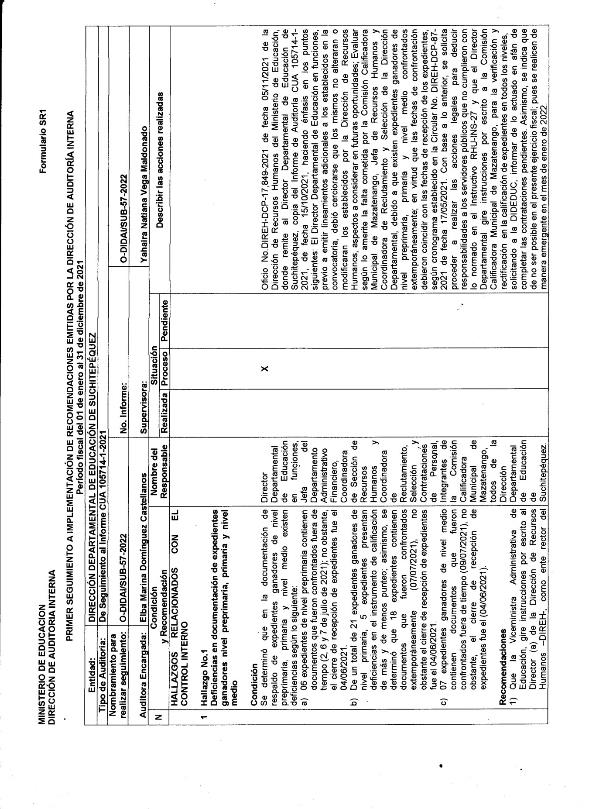 MINISTERIO DE EDUCACION
DIRECCIÓN DE AUDITORIA INTERNA
Formulario SR1
PRIMER SEGUIMIENTO A IMPLEMENTACIÓN DE RECOMENDACIONES EMITIDAS POR LA DIRECCIÓN DE AUDITORÍA INTERNA
Período fiscal del 01 de enero al 31 de diciembre de 2021
Entidad: DIRECCIÓN DEPARTAMENTAL DE EDUCACIÓN DE SUCHITEPÉQUEZ
Tipo de Auditoría: De Seguimiento al Informe CUA 105714-1-2021
Nombramiento para realizar seguimiento: O-DIDAI/SUB-57-2022 No. Informe: O-DIDAI/SUB-57-2022
Auditora Encargada: Elba Marina Domínguez Castellanos Supervisora: Yahaira Natiana Vega Maldonado
N Condición y Recomendación
Nombre del Responsable
Situación
Realizada Proceso Pendiente
Describir las acciones realizadas
HALLAZGOS RELACIONADOS CON EL
CONTROL INTERNO
1 Hallazgo No.1
Deficiencias en documentación de expedientes
ganadores nivel preprimaria, primaria y nivel
medio
Condición
Se determinó que en la documentación de
respaldo de expedientes ganadores de nivel
preprimaria, primaria y nivel medio existen
deficiencias según lo siguiente:
a) 06 expedientes de nivel preprimaria contienen
documentos que fueron confrontados fuera de
tiempo (2, 6 y 7 de julio de 2021); no obstante,
el cierre de recepción de expedientes fue el
04/06/2021.
b) De un total de 21 expedientes ganadores de
nivel primaria, 5 expedientes presentan
deficiencias en el instrumento de calificación
de más y de menos punteo; asimismo, se
determinó que 18 expedientes contienen
documentos que fueron confrontados
extemporáneamente (07/07/2021), no
obstante el cierre de recepción de expedientes
fue el 04/06/2021.
c) 07 expedientes ganadores de nivel medio
contienen documentos que fueron
confrontados fuera de tiempo (09/07/2021), no
obstante, el cierre de recepción de
expedientes fue el (04/06/2021).
Recomendaciones
1) Que la Viceministra Administrativa de
Educación, gire instrucciones por escrito al
Director (a) de la Dirección de Recursos
Humanos -DIREH-, como ente rector del
Director
Departamental
de Educación
en funciones,
Jefa del
Departamento
Administrativo
Financiero,
Coordinadora
de Sección de
Recursos
Humanos y
Coordinadora
de
Reclutamiento,
Selección y
Contrataciones
de Personal,
Integrantes de
la Comisión
Calificadora
Municipal de
Mazatenango,
todos de la
Dirección
Departamental
de Educación
de
Suchitepéquez.
X
Oficio No.DIREH-DCP-17,849-2021 de fecha 05/11/2021 de la
Dirección de Recursos Humanos del Ministerio de Educación,
donde remite al Director Departamental de Educación de
Suchitepéquez, copia del Informe de Auditoría CUA 105714-1-
2021, de fecha 15/10/2021, haciendo énfasis en los puntos
siguientes: El Director Departamental de Educación en funciones,
previo a emitir lineamientos adicionales a los establecidos en la
convocatoria, debió cerciorarse que los mismos no alteraran o
modificaran los establecidos por la Dirección de Recursos
Humanos, aspectos a considerar en futuras oportunidades; Evaluar
según lo amerite la falta cometida por la Comisión Calificadora
Municipal de Mazatenango, Jefa de Recursos Humanos y
Coordinadora de Reclutamiento y Selección de la Dirección
Departamental, debido a que existen expedientes ganadores de
nivel preprimaria, primaria y nivel medio confrontados
extemporáneamente; en virtud que las fechas de confrontación
debieron coincidir con las fechas de recepción de los expedientes,
según cronograma establecido en la Circular No. DIREH-DCP-87-
2021 de fecha 17/05/2021. Con base a lo anterior, se solicita
proceder a realizar las acciones legales para deducir
responsabilidades a los servidores públicos que no cumplieron con
lo normado en el Instructivo RHU-INS-27 y que el Director
Departamental gire instrucciones por escrito a la Comisión
Calificadora Municipal de Mazatenango, para la verificación y
rectificación en la calificación de expedientes en todos los niveles,
solicitando a la DIDEDUC, informar de lo actuado en afán de
completar las contrataciones pendientes. Asimismo, se indica que
de no ser posible en el presente ejercicio fiscal; pues se realicen de
manera emergente en el mes de enero de 2022.